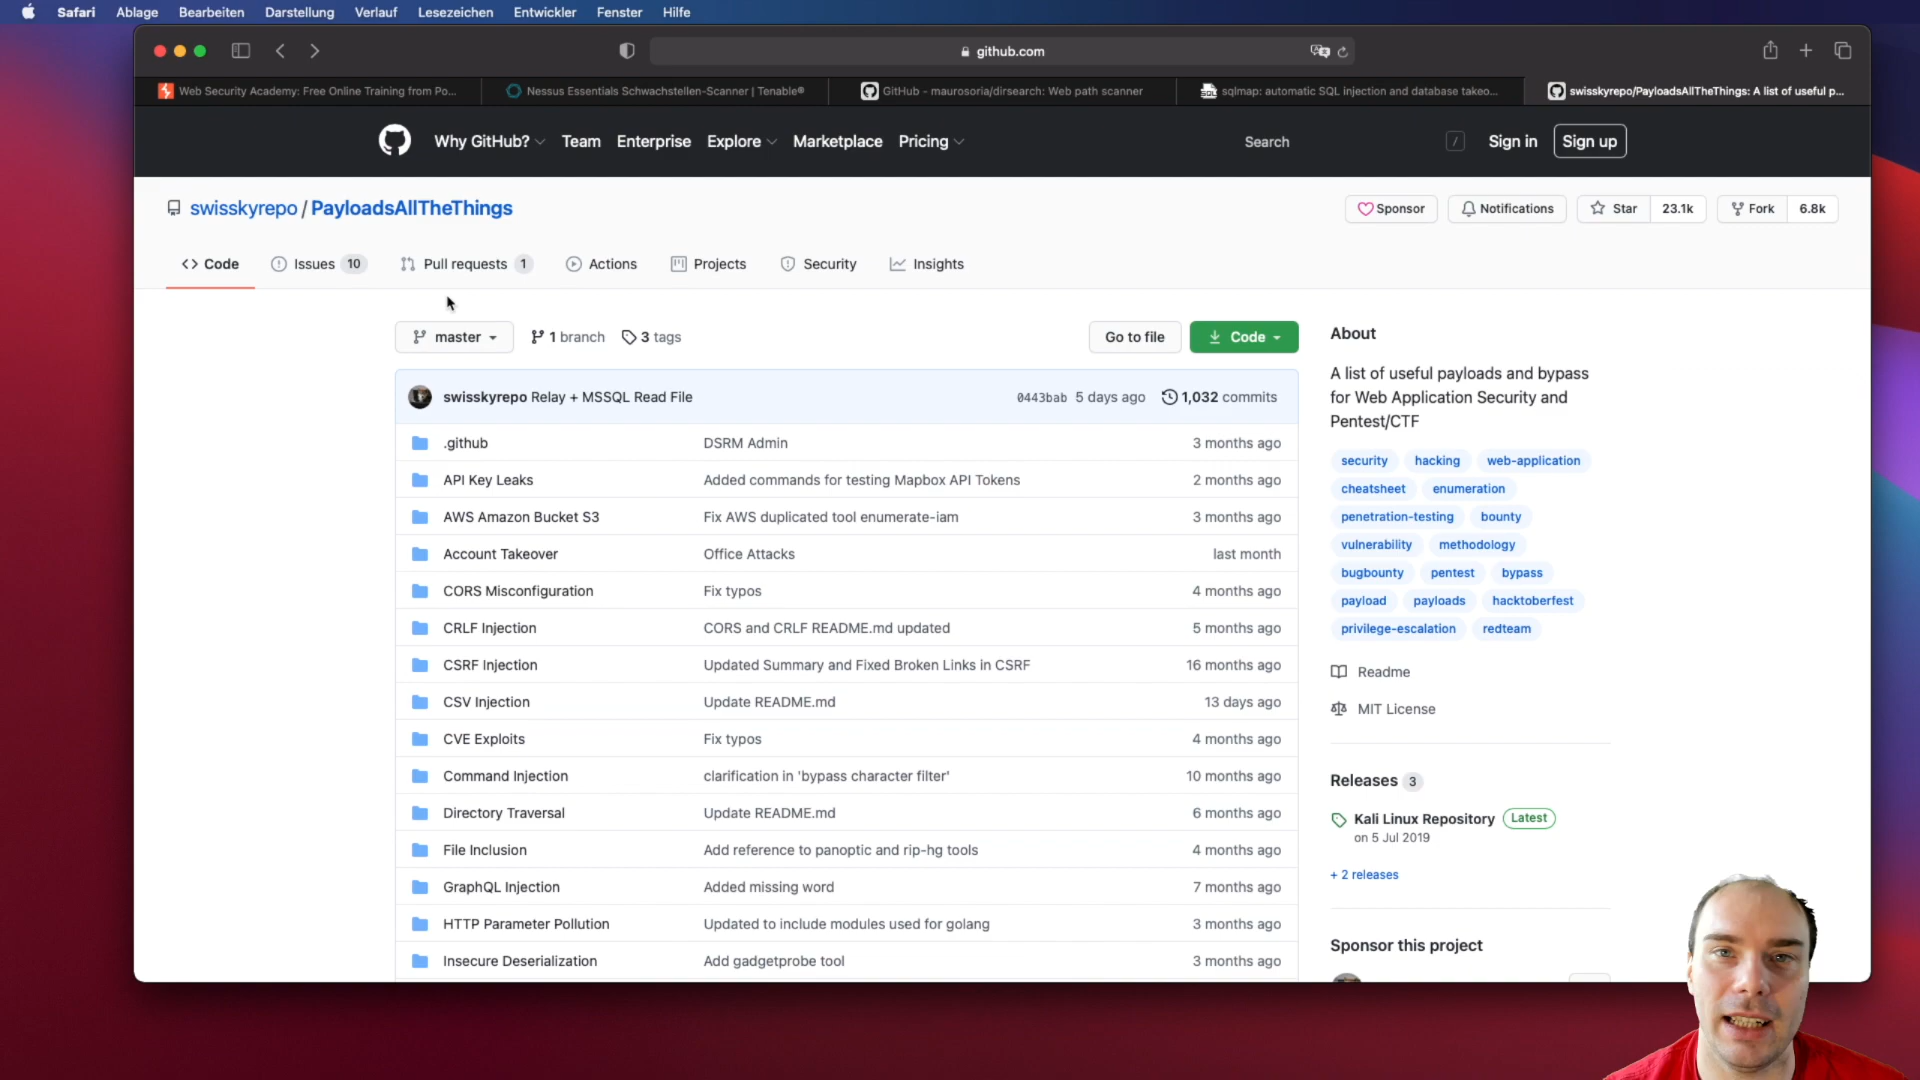 Safari Ablage Bearbeiten Darstellung Verlauf Lesezeichen Entwickler Fenster Hilfe
github.com
Web Security Academy: Free Online Training from Po...
Nessus Essentials Schwachstellen-Scanner | Tenable®
GitHub - maurosoria/dirsearch: Web path scanner
sqlmap: automatic SQL injection and database takeo...
swisskyrepo/PayloadsAllTheThings: A list of useful p...
Why GitHub? Team Enterprise Explore Marketplace Pricing
Search /
Sign in Sign up
swisskyrepo / PayloadsAllTheThings
Sponsor Notifications Star 23.1k Fork 6.8k
Code Issues 10 Pull requests 1 Actions Projects Security Insights
master 1 branch 3 tags
Go to file Code
swisskyrepo Relay + MSSQL Read File 0443bab 5 days ago 1,032 commits
.github DSRM Admin 3 months ago
API Key Leaks Added commands for testing Mapbox API Tokens 2 months ago
AWS Amazon Bucket S3 Fix AWS duplicated tool enumerate-iam 3 months ago
Account Takeover Office Attacks last month
CORS Misconfiguration Fix typos 4 months ago
CRLF Injection CORS and CRLF README.md updated 5 months ago
CSRF Injection Updated Summary and Fixed Broken Links in CSRF 16 months ago
CSV Injection Update README.md 13 days ago
CVE Exploits Fix typos 4 months ago
Command Injection clarification in 'bypass character filter' 10 months ago
Directory Traversal Update README.md 6 months ago
File Inclusion Add reference to panoptic and rip-hg tools 4 months ago
GraphQL Injection Added missing word 7 months ago
HTTP Parameter Pollution Updated to include modules used for golang 3 months ago
Insecure Deserialization Add gadgetprobe tool 3 months ago
About
A list of useful payloads and bypass
for Web Application Security and
Pentest/CTF
security hacking web-application
cheatsheet enumeration
penetration-testing bounty
vulnerability methodology
bugbounty pentest bypass
payload payloads hacktoberfest
privilege-escalation redteam
Readme
MIT License
Releases 3
Kali Linux Repository Latest
on 5 Jul 2019
+ 2 releases
Sponsor this project